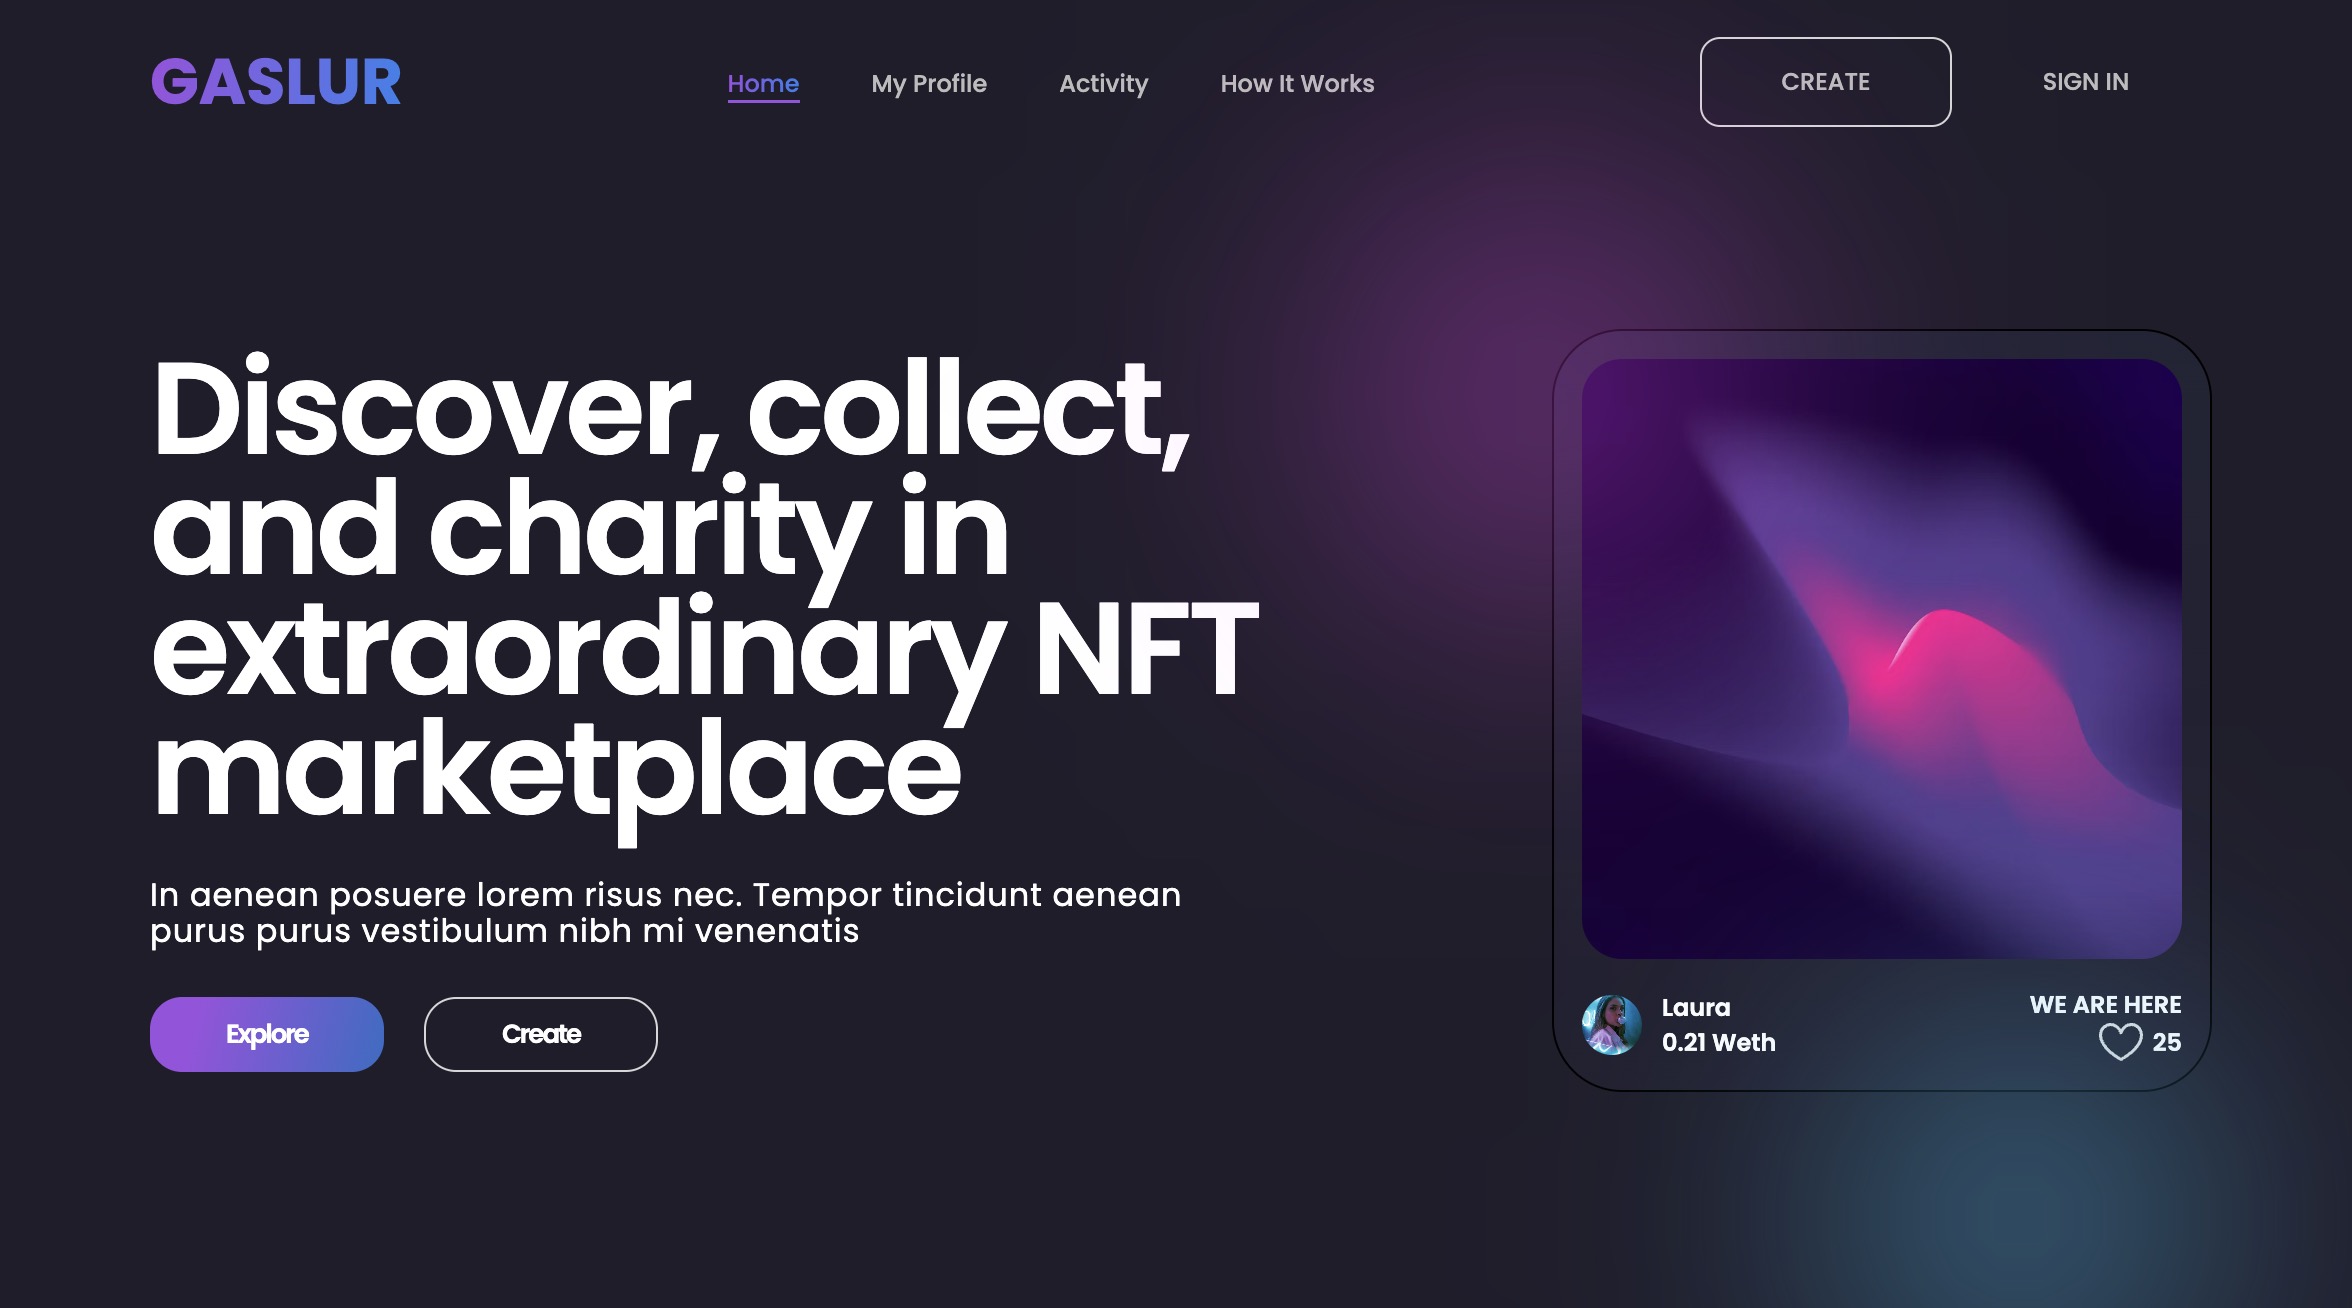 GASLUR
Home
My Profile
Activity
How It Works
CREATE
SIGN IN
Discover, collect,
and charity in
extraordinary NFT
marketplace
In aenean posuere lorem risus nec. Tempor tincidunt aenean
purus purus vestibulum nibh mi venenatis
Explore
Create
Laura
0.21 Weth
WE ARE HERE
25